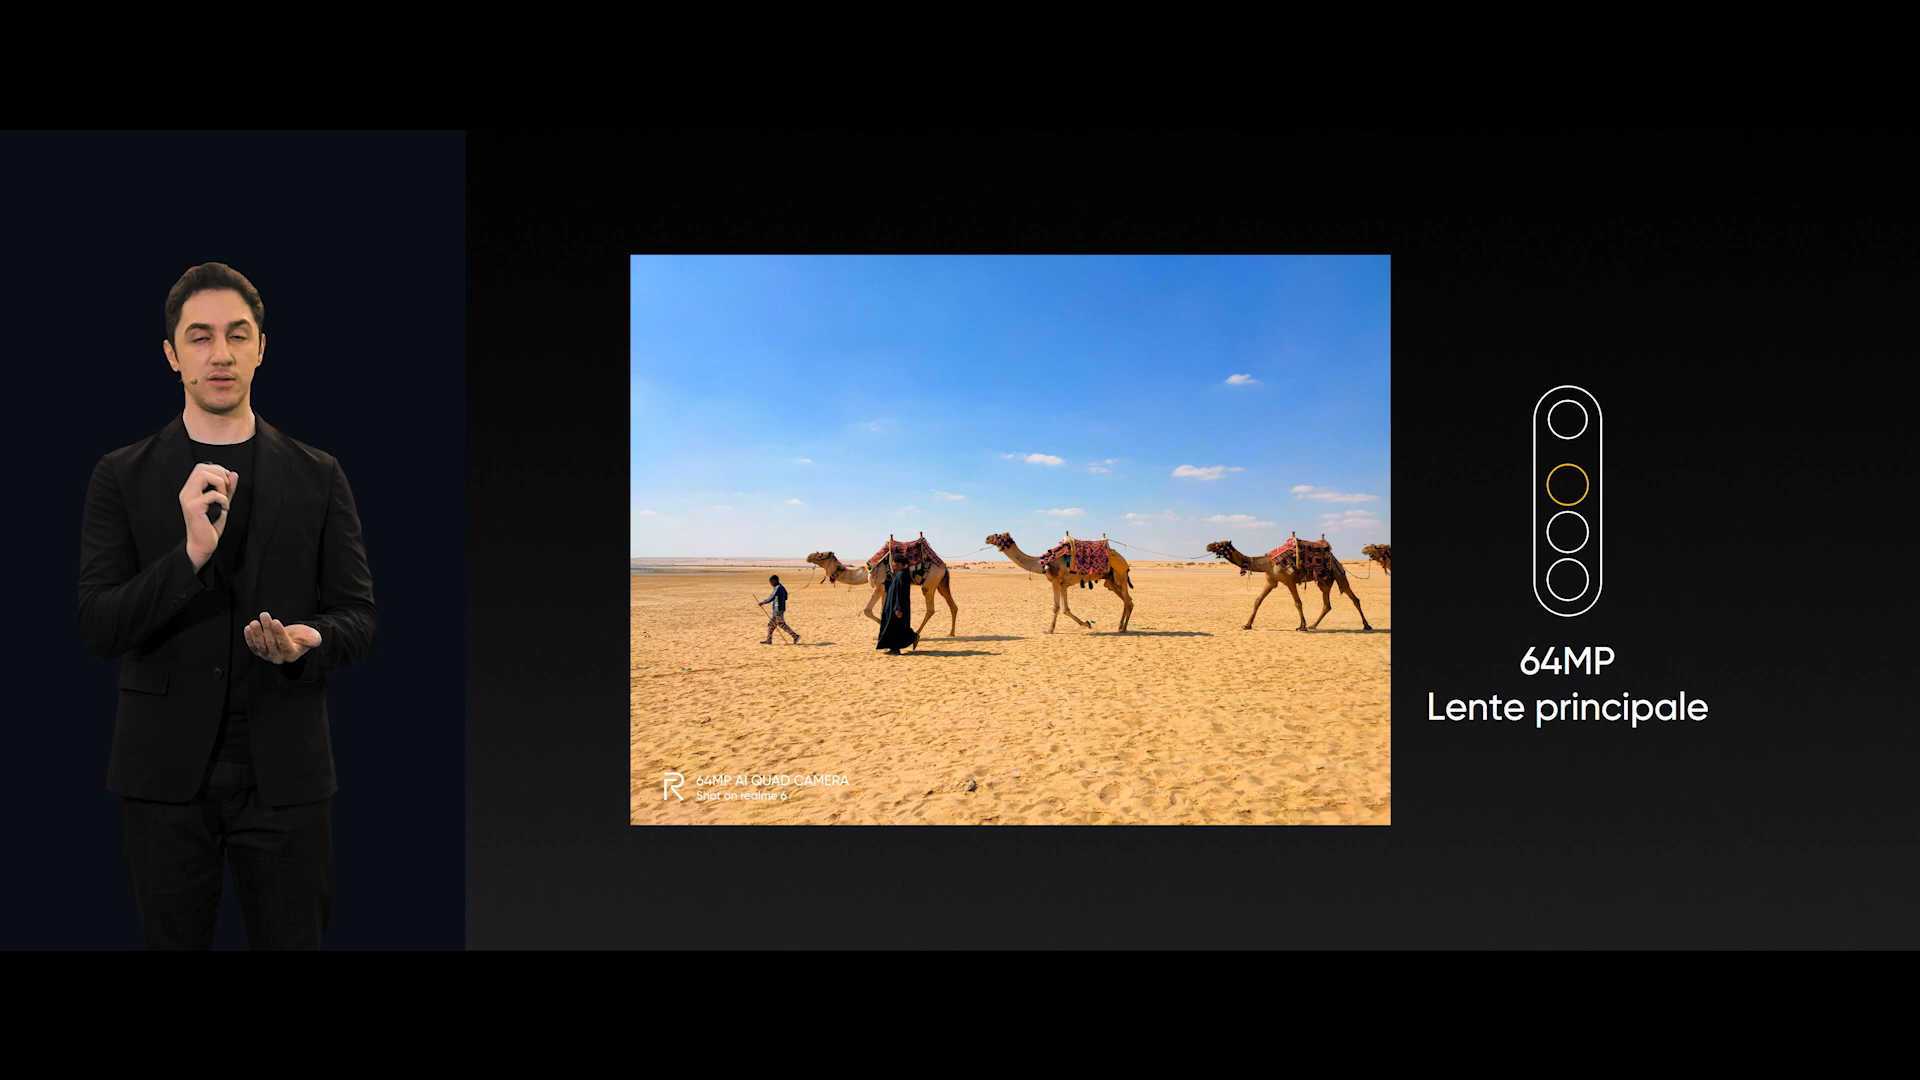 64MP AI QUAD CAMERA
Shot on realme 6
64MP
Lente principale